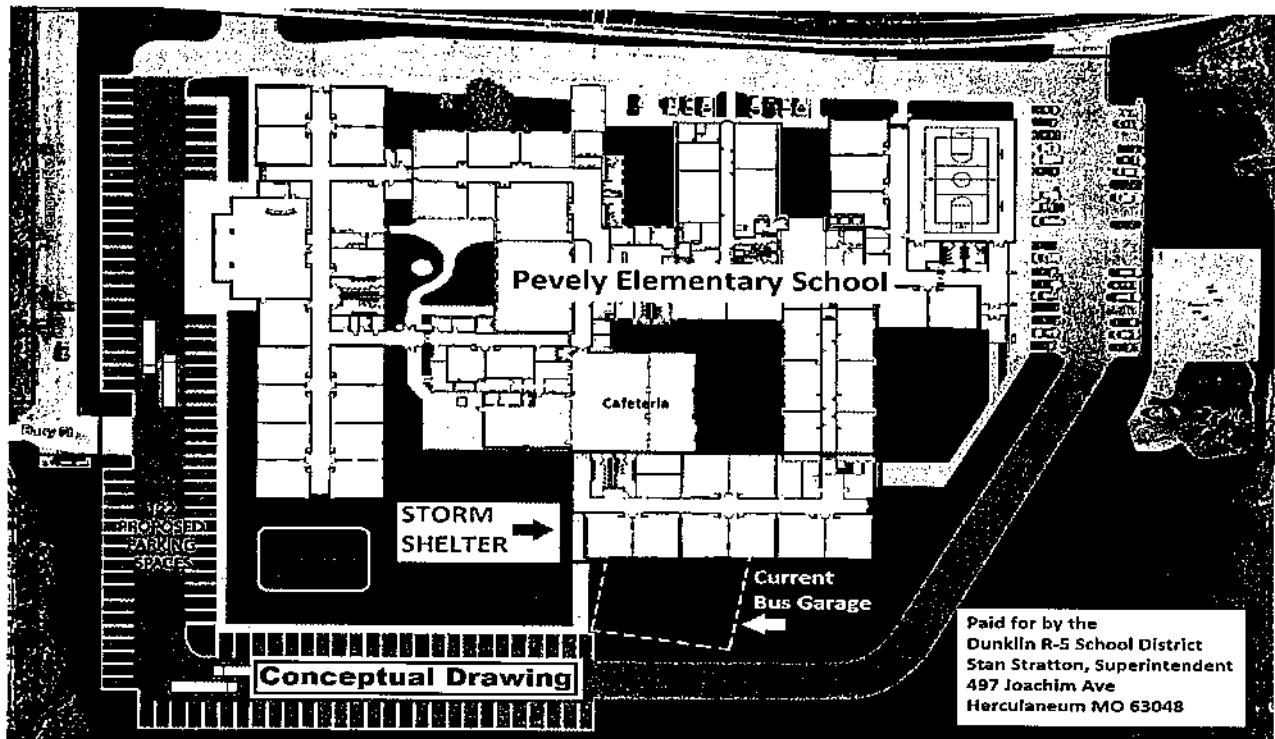 Pevely Elementary School
Cafeteria
STORM
SHELTER
PROPOSED
PARKING
SPACES
Current
Bus Garage
Conceptual Drawing
Paid for by the
Dunklin R-5 School District
Stan Stratton, Superintendent
497 Joachim Ave
Herculaneum MO 63048